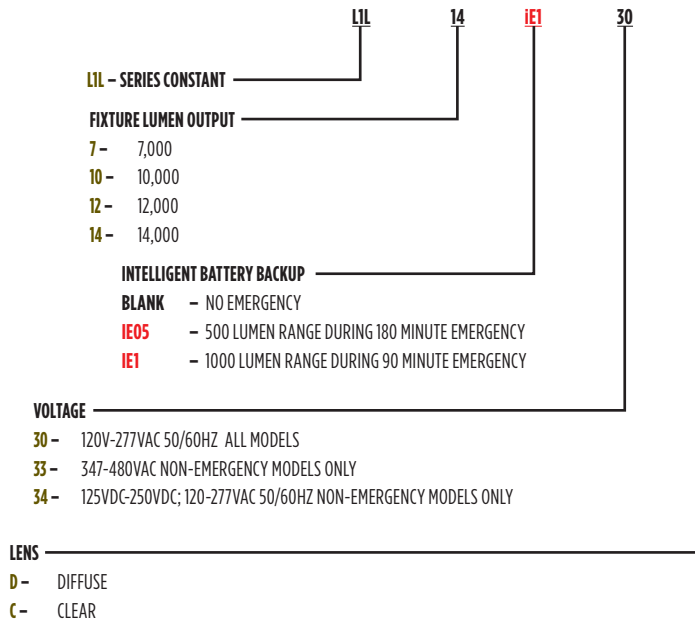 L1L 14 iE1 30
L1L – SERIES CONSTANT
FIXTURE LUMEN OUTPUT
7 – 7,000
10 – 10,000
12 – 12,000
14 – 14,000
INTELLIGENT BATTERY BACKUP
BLANK – NO EMERGENCY
IE05 – 500 LUMEN RANGE DURING 180 MINUTE EMERGENCY
IE1 – 1000 LUMEN RANGE DURING 90 MINUTE EMERGENCY
VOLTAGE
30 – 120V-277VAC 50/60HZ ALL MODELS
33 – 347-480VAC NON-EMERGENCY MODELS ONLY
34 – 125VDC-250VDC; 120-277VAC 50/60HZ NON-EMERGENCY MODELS ONLY
LENS
D – DIFFUSE
C – CLEAR